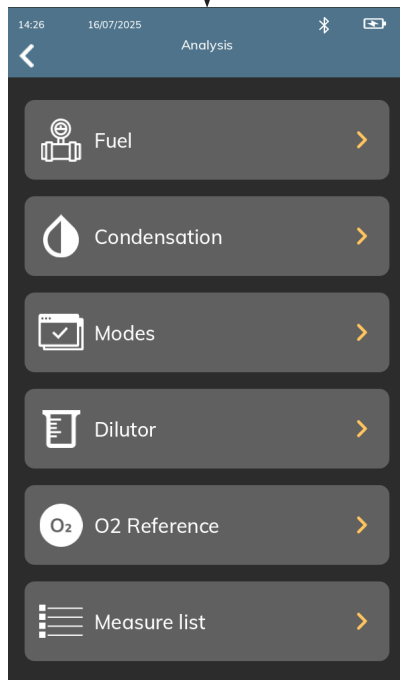 14:26 16/07/2025
Analysis
Fuel
Condensation
Modes
Dilutor
O₂ O2 Reference
Measure list